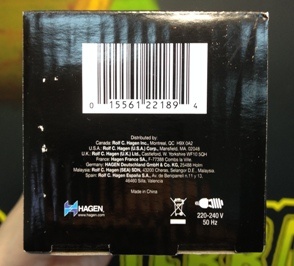 0 15561 22189 4
Distributed by:
Canada: Rolf C. Hagen Inc., Montreal, QC H9X 0A2
U.S.A.: Rolf C. Hagen (U.S.A.) Corp., Mansfield, MA. 02048
U.K.: Rolf C. Hagen (U.K.) Ltd., Castleford, W. Yorkshire WF10 5QH
France: Hagen France SA., F-77388 Combs la Ville.
Germany: HAGEN Deutschland GmbH & Co. KG, 25488 Holm
Malaysia: Rolf C. Hagen (SEA) SDN, 43200 Cheras, Selangor D.E., Malaysia
Spain: Rolf C. Hagen España S.A., Av. de Beniparrell n. 11 y 12,
46460 Silla, Valencia
Made in China
HAGEN
www.hagen.com
220-240 V
50 Hz